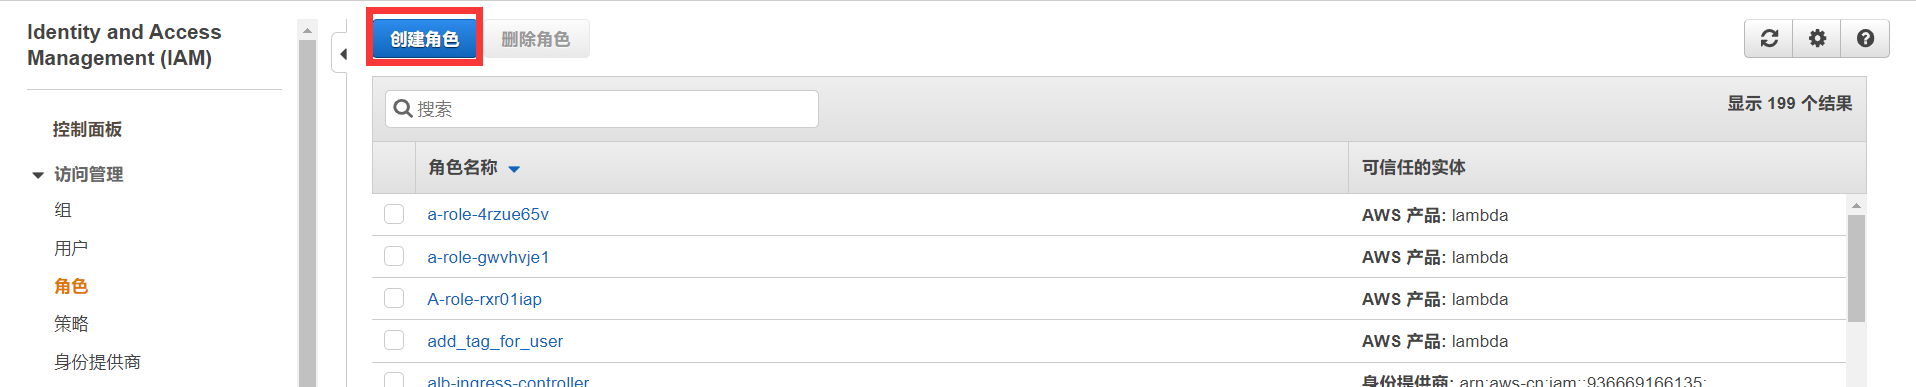 Identity and Access
Management (IAM)
控制面板
访问管理
组
用户
角色
策略
身份提供商
创建角色 删除角色
搜索 显示 199 个结果
角色名称 可信任的实体
a-role-4rzue65v AWS 产品: lambda
a-role-gwvhvje1 AWS 产品: lambda
A-role-rxr01iap AWS 产品: lambda
add_tag_for_user AWS 产品: lambda
alb-ingress-controller 身份提供商: arn:aws-cn:iam::936669166135: